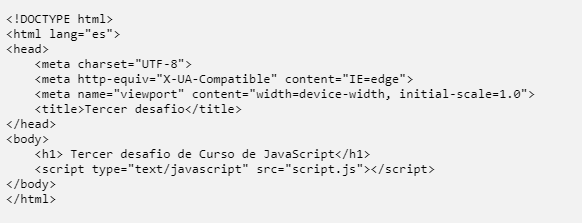 <!DOCTYPE html>
<html lang="es">
<head>
    <meta charset="UTF-8">
    <meta http-equiv="X-UA-Compatible" content="IE=edge">
    <meta name="viewport" content="width=device-width, initial-scale=1.0">
    <title>Tercer desafio</title>
</head>
<body>
    <h1> Tercer desafio de Curso de JavaScript</h1>
    <script type="text/javascript" src="script.js"></script>
</body>
</html>